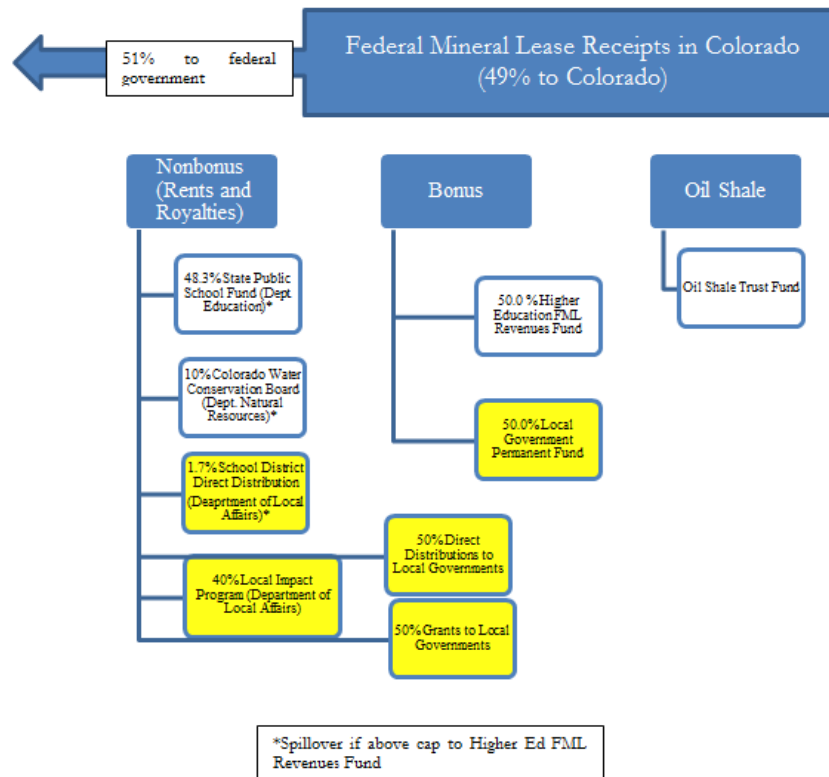 51% to federal
government
Federal Mineral Lease Receipts in Colorado
(49% to Colorado)
Nonbonus
(Rents and
Royalties)
Bonus
Oil Shale
48.3% State Public
School Fund (Dept
Education)*
10% Colorado Water
Conservation Board
(Dept. Natural
Resources)*
1.7% School District
Direct Distribution
(Deaprtment of Local
Affairs)*
40% Local Impact
Program (Department of
Local Affairs)
50.0 % Higher
Education FML
Revenues Fund
50.0% Local
Government
Permanent Fund
50% Direct
Distributions to
Local Governments
50% Grants to Local
Governments
Oil Shale Trust Fund
*Spillover if above cap to Higher Ed FML
Revenues Fund